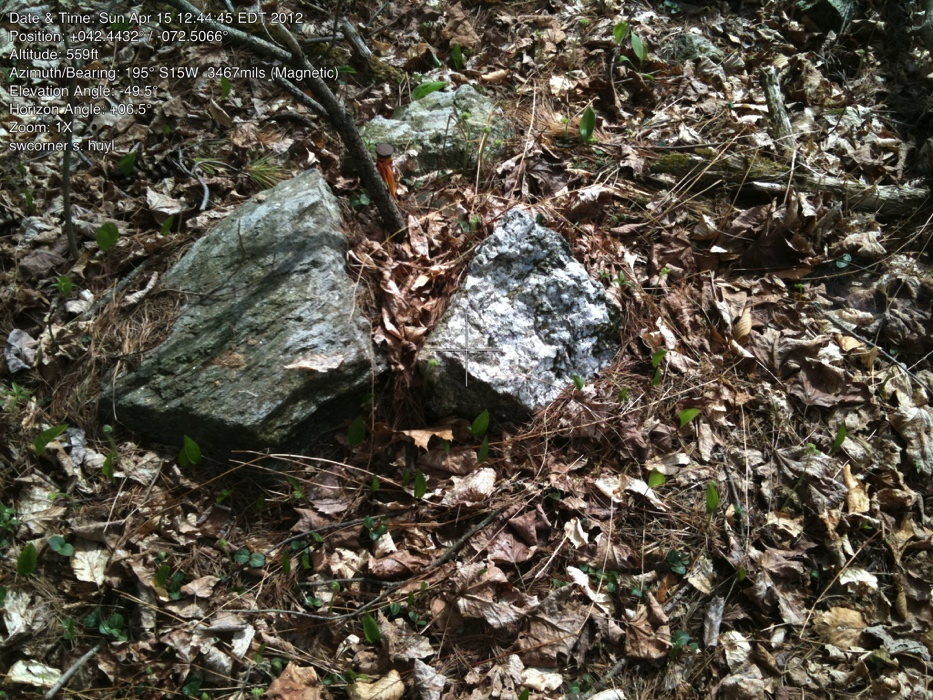 Date & Time: Sun Apr 15 12:44:45 EDT 2012
Position: +042.4432° / -072.5066°
Altitude: 559ft
Azimuth/Bearing: 195° S15W 3467mils (Magnetic)
Elevation Angle: -49.5°
Horizon Angle: +06.5°
Zoom: 1X
swcorner s. huyl